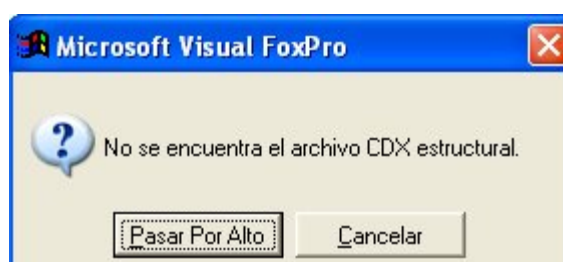 Microsoft Visual FoxPro
No se encuentra el archivo CDX estructural.
Pasar Por Alto Cancelar